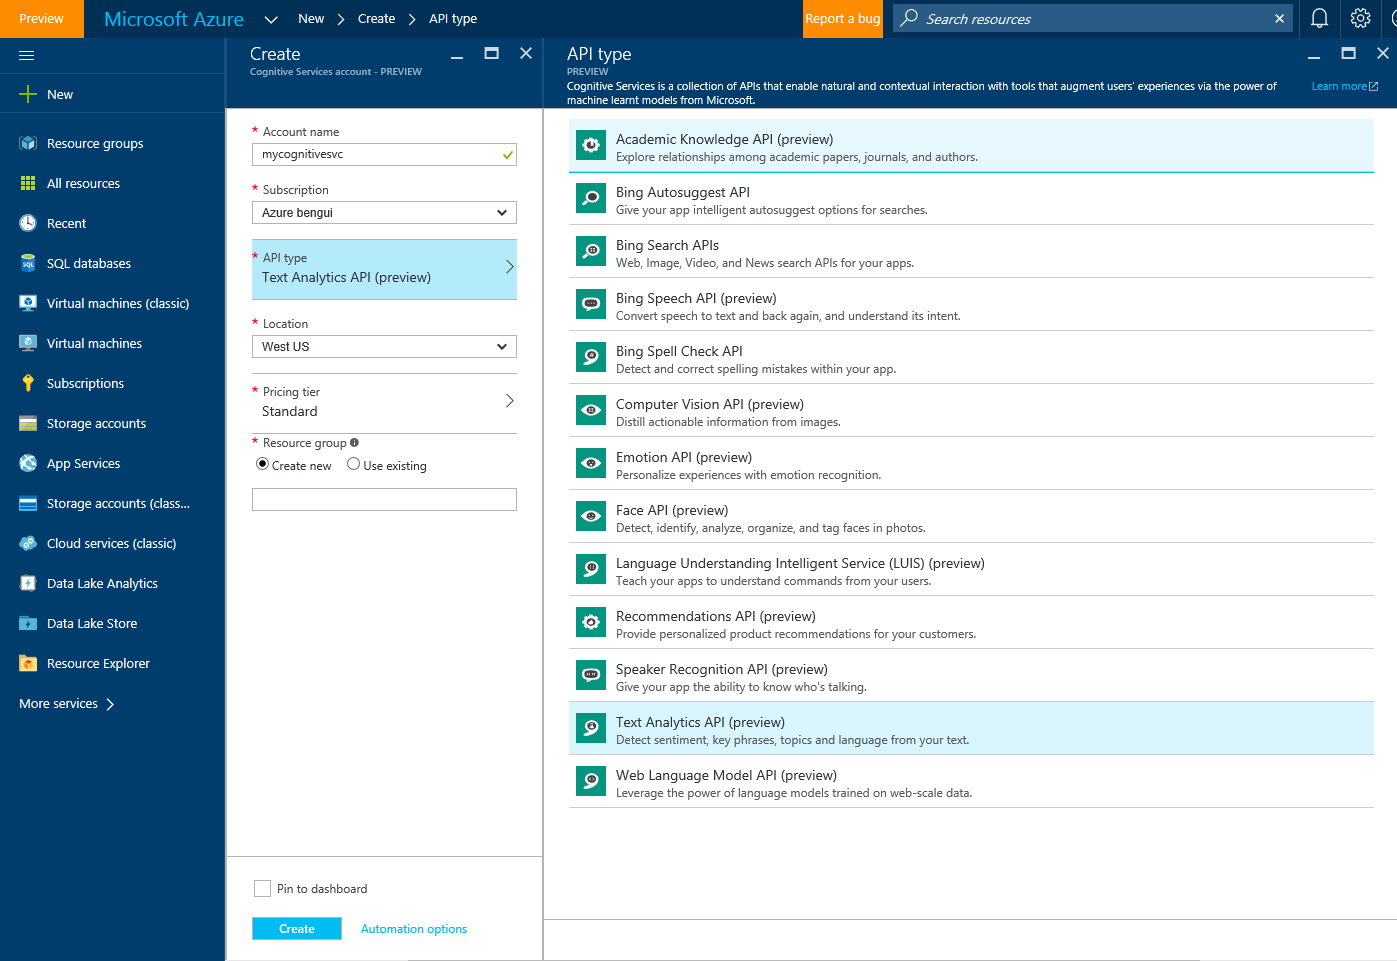 Preview
Microsoft Azure
New
Create
API type
Report a bug
Search resources
New
Resource groups
All resources
Recent
SQL databases
Virtual machines (classic)
Virtual machines
Subscriptions
Storage accounts
App Services
Storage accounts (class...
Cloud services (classic)
Data Lake Analytics
Data Lake Store
Resource Explorer
More services
Create
Cognitive Services account - PREVIEW
* Account name
mycognitivesvc
* Subscription
Azure bengui
* API type
Text Analytics API (preview)
* Location
West US
* Pricing tier
Standard
* Resource group
Create new Use existing
Pin to dashboard
Create Automation options
API type
PREVIEW
Cognitive Services is a collection of APIs that enable natural and contextual interaction with tools that augment users' experiences via the power of
machine learnt models from Microsoft.
Learn more
Academic Knowledge API (preview)
Explore relationships among academic papers, journals, and authors.
Bing Autosuggest API
Give your app intelligent autosuggest options for searches.
Bing Search APIs
Web, Image, Video, and News search APIs for your apps.
Bing Speech API (preview)
Convert speech to text and back again, and understand its intent.
Bing Spell Check API
Detect and correct spelling mistakes within your app.
Computer Vision API (preview)
Distill actionable information from images.
Emotion API (preview)
Personalize experiences with emotion recognition.
Face API (preview)
Detect, identify, analyze, organize, and tag faces in photos.
Language Understanding Intelligent Service (LUIS) (preview)
Teach your apps to understand commands from your users.
Recommendations API (preview)
Provide personalized product recommendations for your customers.
Speaker Recognition API (preview)
Give your app the ability to know who's talking.
Text Analytics API (preview)
Detect sentiment, key phrases, topics and language from your text.
Web Language Model API (preview)
Leverage the power of language models trained on web-scale data.